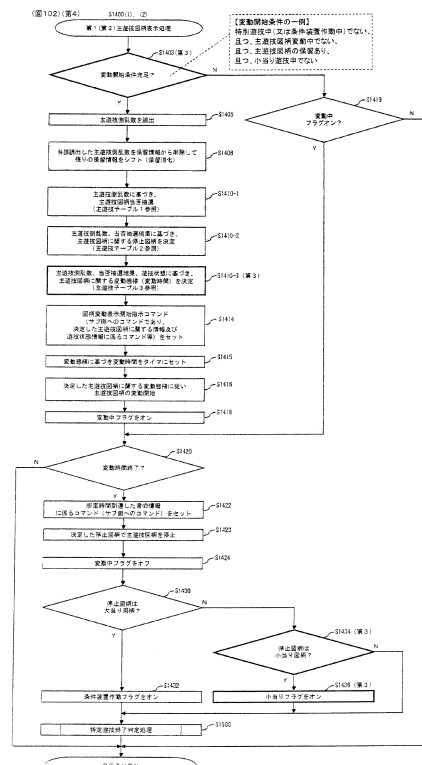 (図102)(第4)
S1400(1)、(2)
第1(第2)主遊技図柄表示処理
【変動開始条件の一例】
特別遊技中(又は条件装置作動中)でない、
且つ、主遊技図柄変動中でない、
且つ、主遊技図柄の保留あり、
且つ、小当り遊技中でない
S1403(第3)
変動開始条件充足?
N
Y
S1419
変動中
フラグオン?
N
Y
S1405
主遊技側乱数を読出
S1406
当該読出した主遊技側乱数を保留情報から削除して
残りの保留情報をシフト(保留消化)
S1410-1
主遊技側乱数に基づき、
主遊技図柄当否抽選
(主遊技テーブル1参照)
S1410-2
主遊技側乱数、当否抽選結果に基づき、
主遊技図柄に関する停止図柄を決定
(主遊技テーブル2参照)
S1410-3(第3)
主遊技側乱数、当否抽選結果、遊技状態に基づき、
主遊技図柄に関する変動態様(変動時間)を決定
(主遊技テーブル3参照)
S1414
図柄変動表示開始指示コマンド
(サブ側へのコマンドであり、
決定した主遊技図柄に関する情報及び
遊技状態情報に係るコマンド等)をセット
S1415
変動態様に基づき変動時間をタイマにセット
S1416
決定した主遊技図柄に関する変動態様に従い
主遊技図柄の変動開始
S1418
変動中フラグをオン
S1420
変動時間終了?
N
Y
S1422
所定時間到達した旨の情報
に係るコマンド(サブ側へのコマンド)をセット
S1423
決定した停止図柄で主遊技図柄を停止
S1424
変動中フラグをオフ
S1430
停止図柄は
大当り図柄?
N
Y
S1434(第3)
停止図柄は
小当り図柄?
N
Y
S1432
条件装置作動フラグをオン
S1436(第3)
小当りフラグをオン
S1500
特定遊技終了判定処理